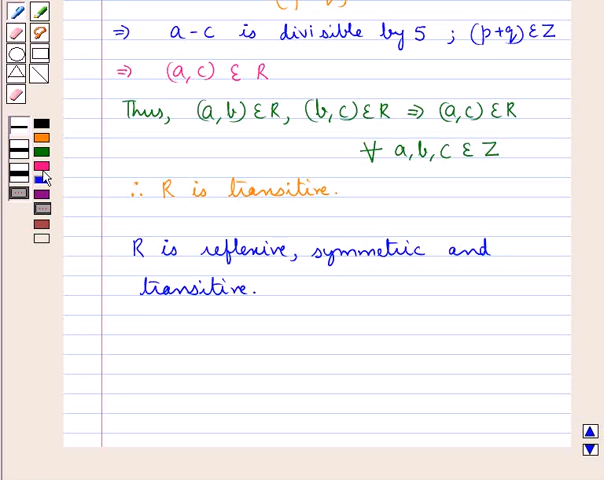 ⇒ a-c is divisible by 5 ; (p+q) Ɛ Z
⇒ (a, c) Ɛ R
Thus, (a, b) Ɛ R, (b, c) Ɛ R ⇒ (a, c) Ɛ R
∀ a, b, c Ɛ Z
∴ R is transitive.
R is reflexive, symmetric and
transitive.